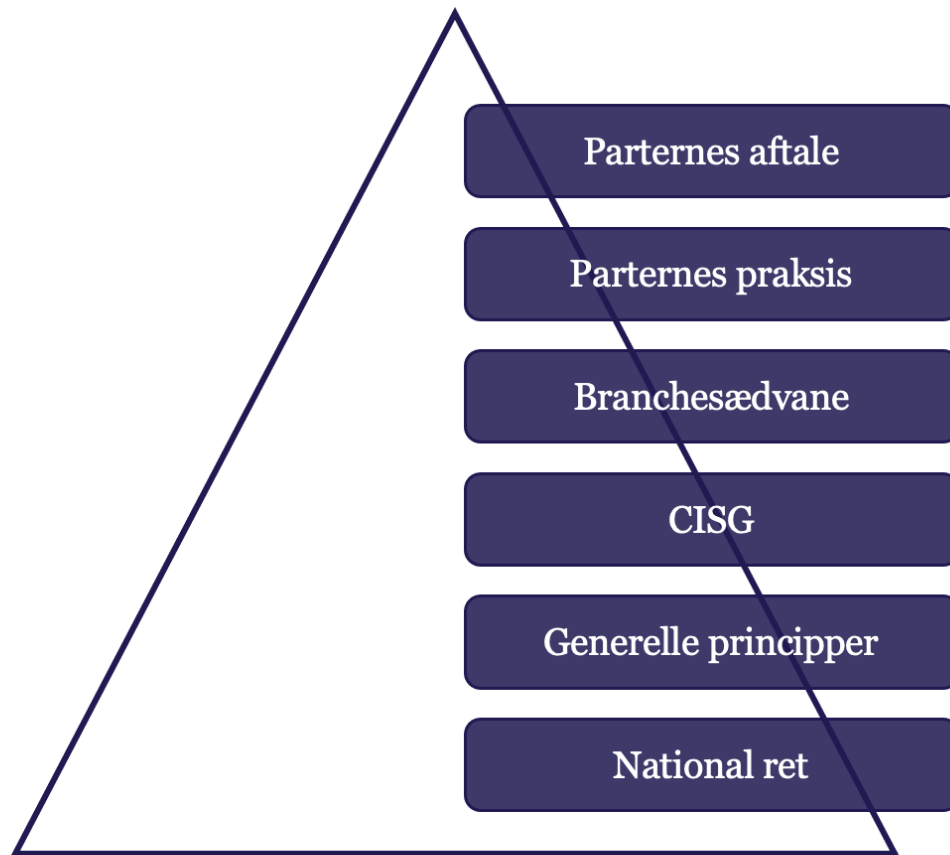 Parternes aftale
Parternes praksis
Branchesædvane
CISG
Generelle principper
National ret